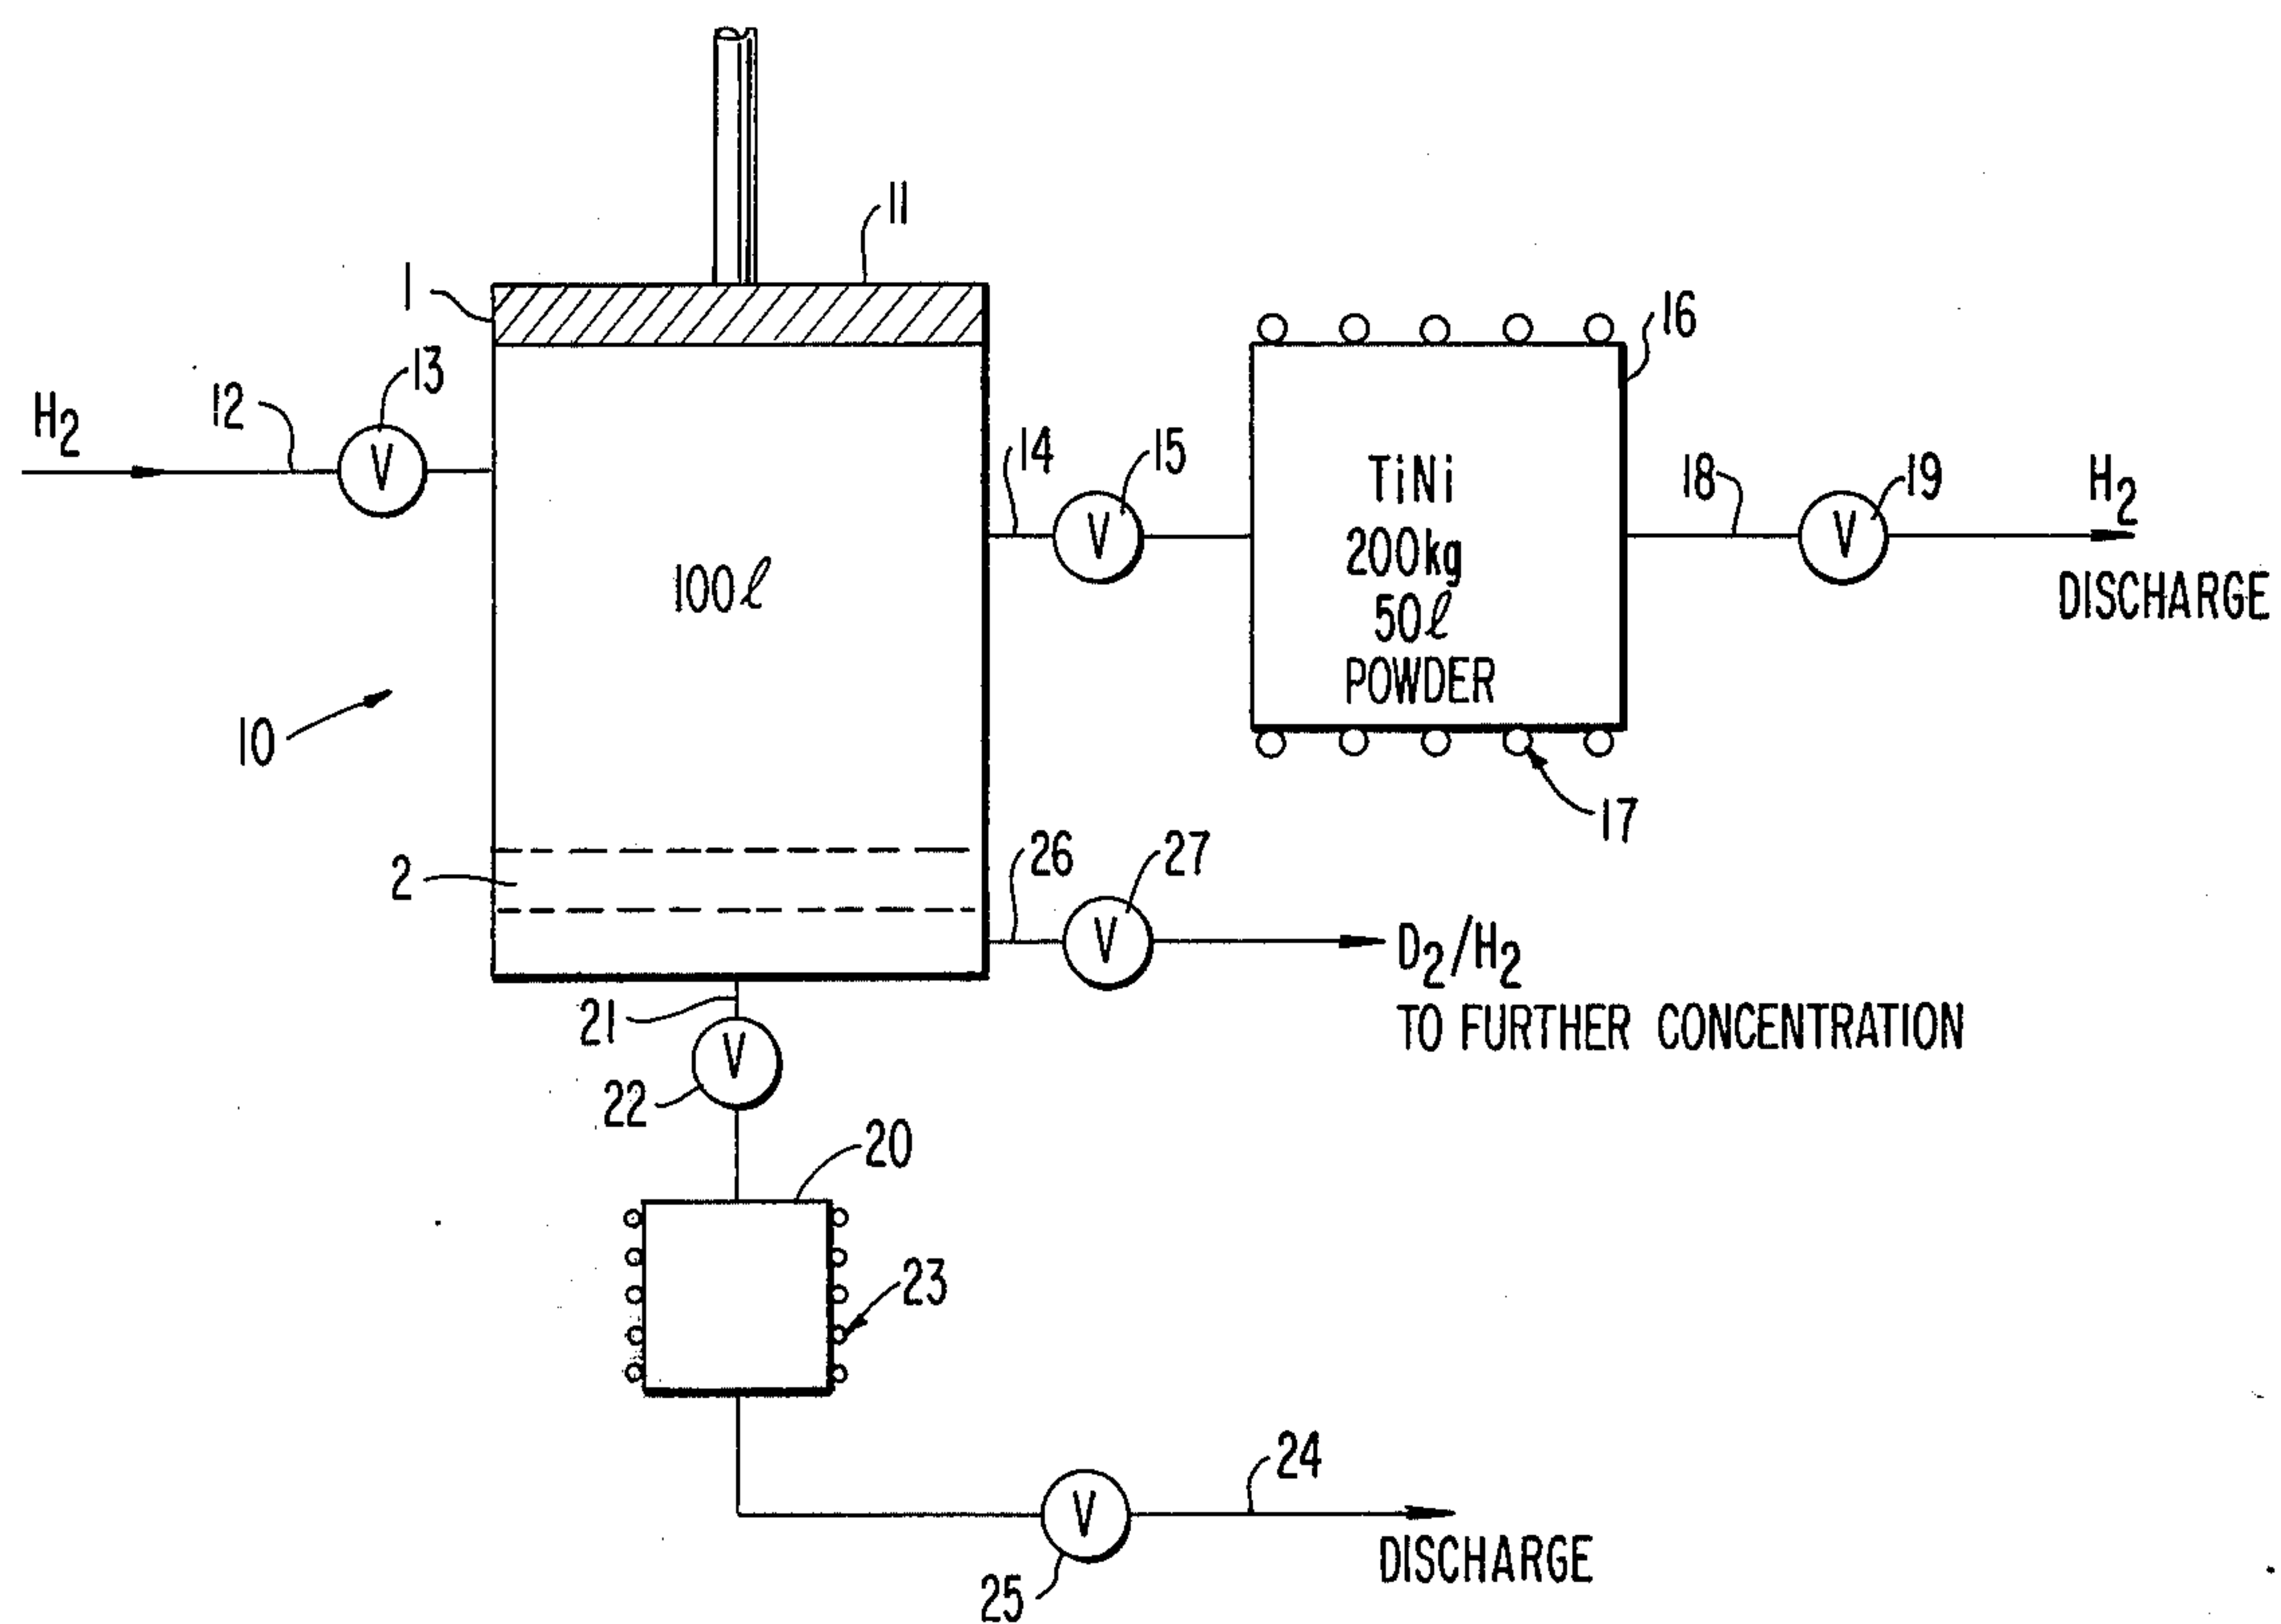 11
1
16
13
12
H2
V
14
15
V
TiNi
200kg
50ℓ
POWDER
18
19
V
H2
DISCHARGE
100ℓ
10
17
2
26
27
V
D2/H2
TO FURTHER CONCENTRATION
21
V
22
20
23
24
V
25
DISCHARGE